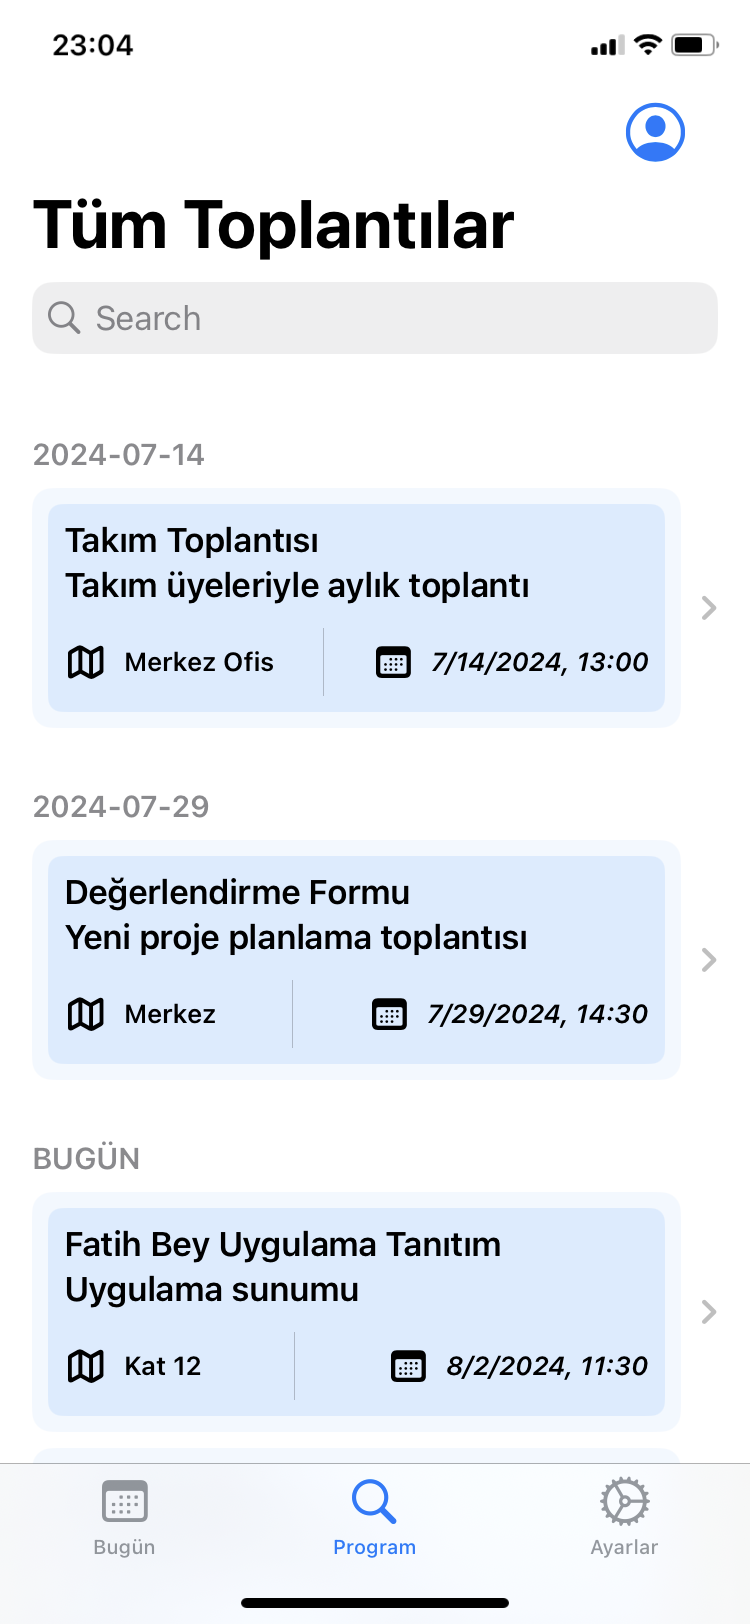 23:04
Tüm Toplantılar
Search
2024-07-14
Takım Toplantısı
Takım üyeleriyle aylık toplantı
Merkez Ofis
7/14/2024, 13:00
2024-07-29
Değerlendirme Formu
Yeni proje planlama toplantısı
Merkez
7/29/2024, 14:30
BUGÜN
Fatih Bey Uygulama Tanıtım
Uygulama sunumu
Kat 12
8/2/2024, 11:30
Bugün
Program
Ayarlar